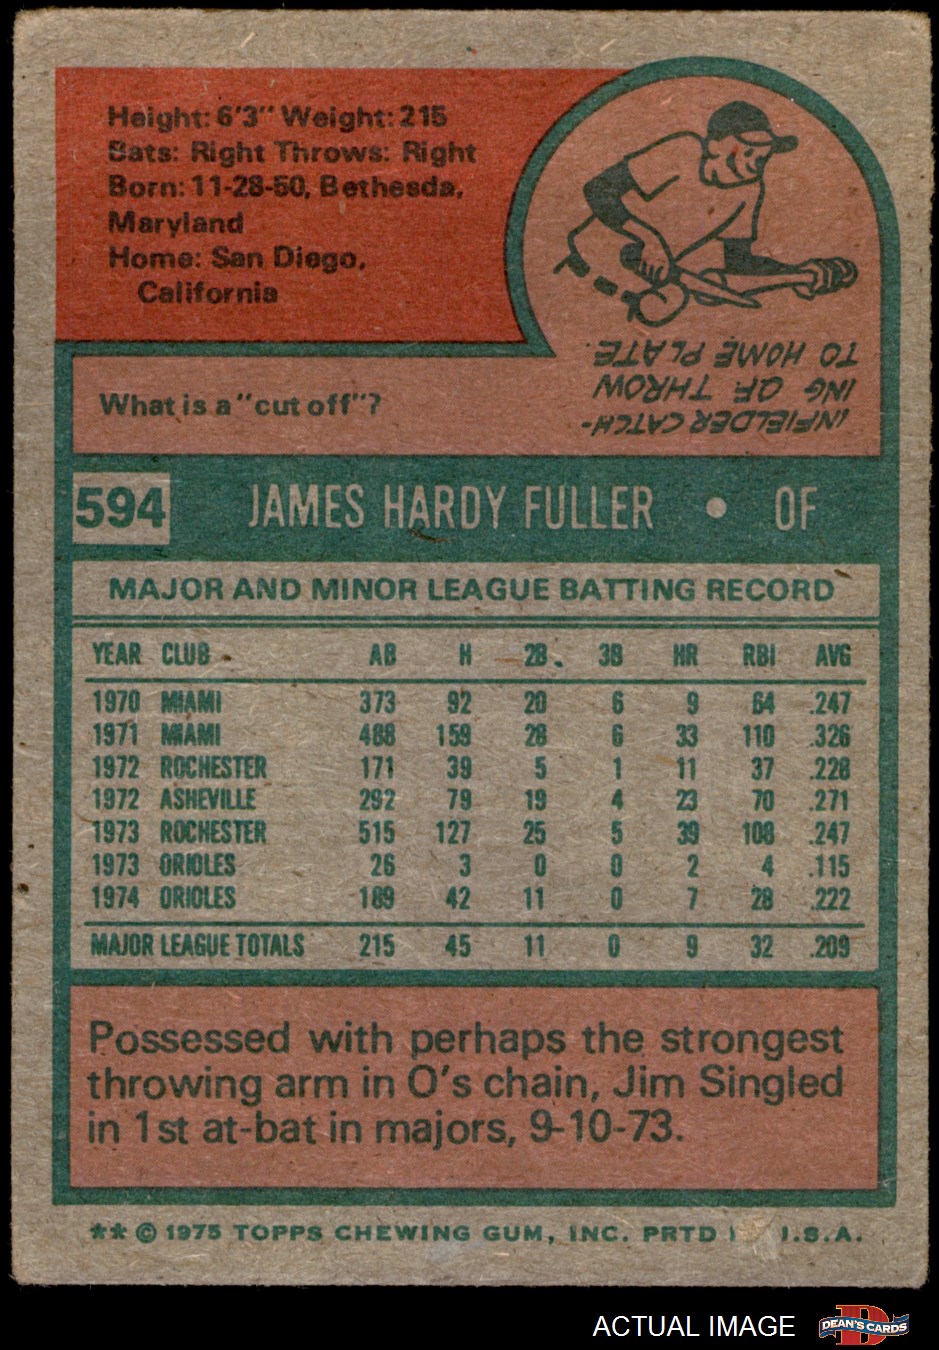 Height: 6'3" Weight: 215
Bats: Right Throws: Right
Born: 11-28-50, Bethesda,
Maryland
Home: San Diego,
California
What is a "cut off"?
INFIELDER CATCH-
ING OF THROW
TO HOME PLATE.
594 JAMES HARDY FULLER • OF
MAJOR AND MINOR LEAGUE BATTING RECORD
YEAR CLUB AB H 2B 3B HR RBI AVG
1970 MIAMI 373 92 20 6 9 64 .247
1971 MIAMI 488 159 28 6 33 110 .326
1972 ROCHESTER 171 39 5 1 11 37 .228
1972 ASHEVILLE 292 79 19 4 23 70 .271
1973 ROCHESTER 515 127 25 5 39 108 .247
1973 ORIOLES 26 3 0 0 2 4 .115
1974 ORIOLES 189 42 11 0 7 28 .222
MAJOR LEAGUE TOTALS 215 45 11 0 9 32 .209
Possessed with perhaps the strongest
throwing arm in O's chain, Jim Singled
in 1st at-bat in majors, 9-10-73.
** © 1975 TOPPS CHEWING GUM, INC. PRTD U.S.A.
ACTUAL IMAGE
DEAN'S CARDS